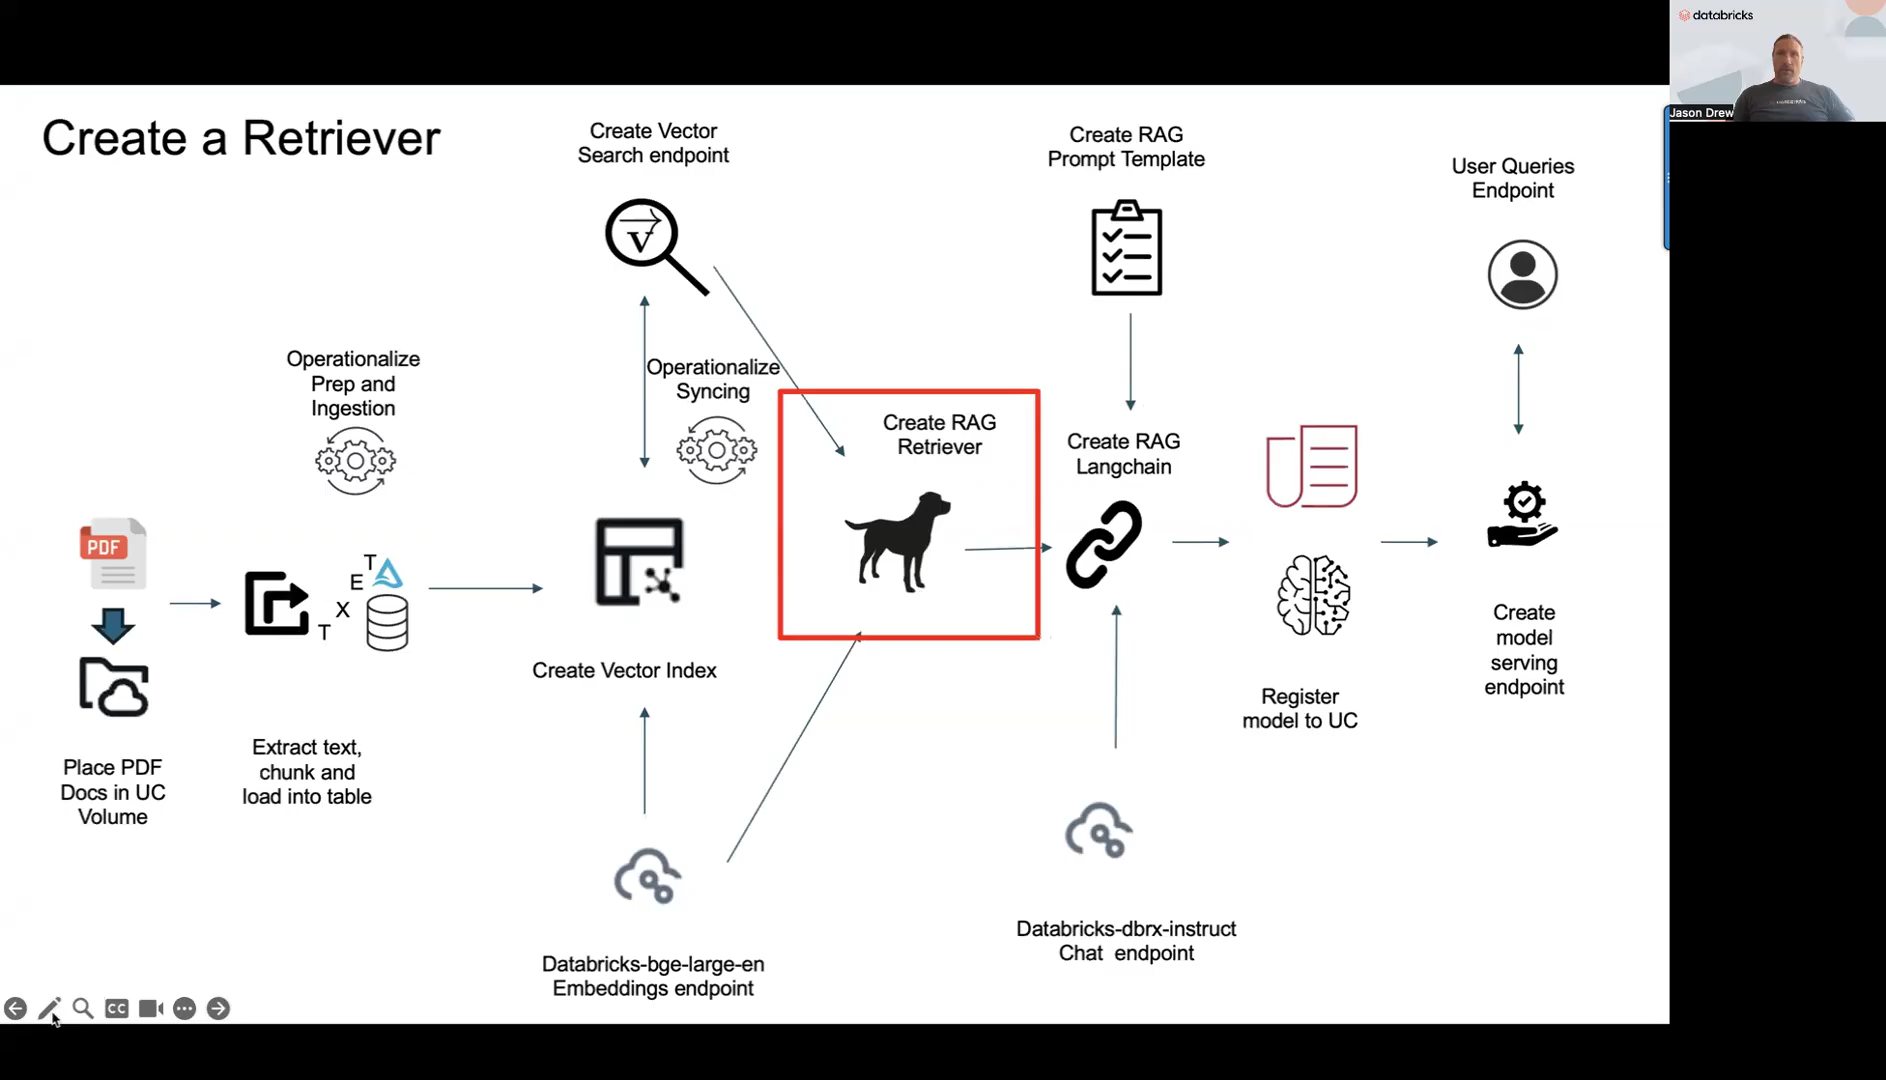 databricks
Jason Drew
Create a Retriever
Create Vector
Search endpoint
V
Create RAG
Prompt Template
User Queries
Endpoint
Operationalize
Prep and
Ingestion
Operationalize
Syncing
Create RAG
Retriever
Create RAG
Langchain
PDF
T
E
X
T
Create Vector Index
Create
model
serving
endpoint
Register
model to UC
Place PDF
Docs in UC
Volume
Extract text,
chunk and
load into table
Databricks-bge-large-en
Embeddings endpoint
Databricks-dbrx-instruct
Chat endpoint
CC